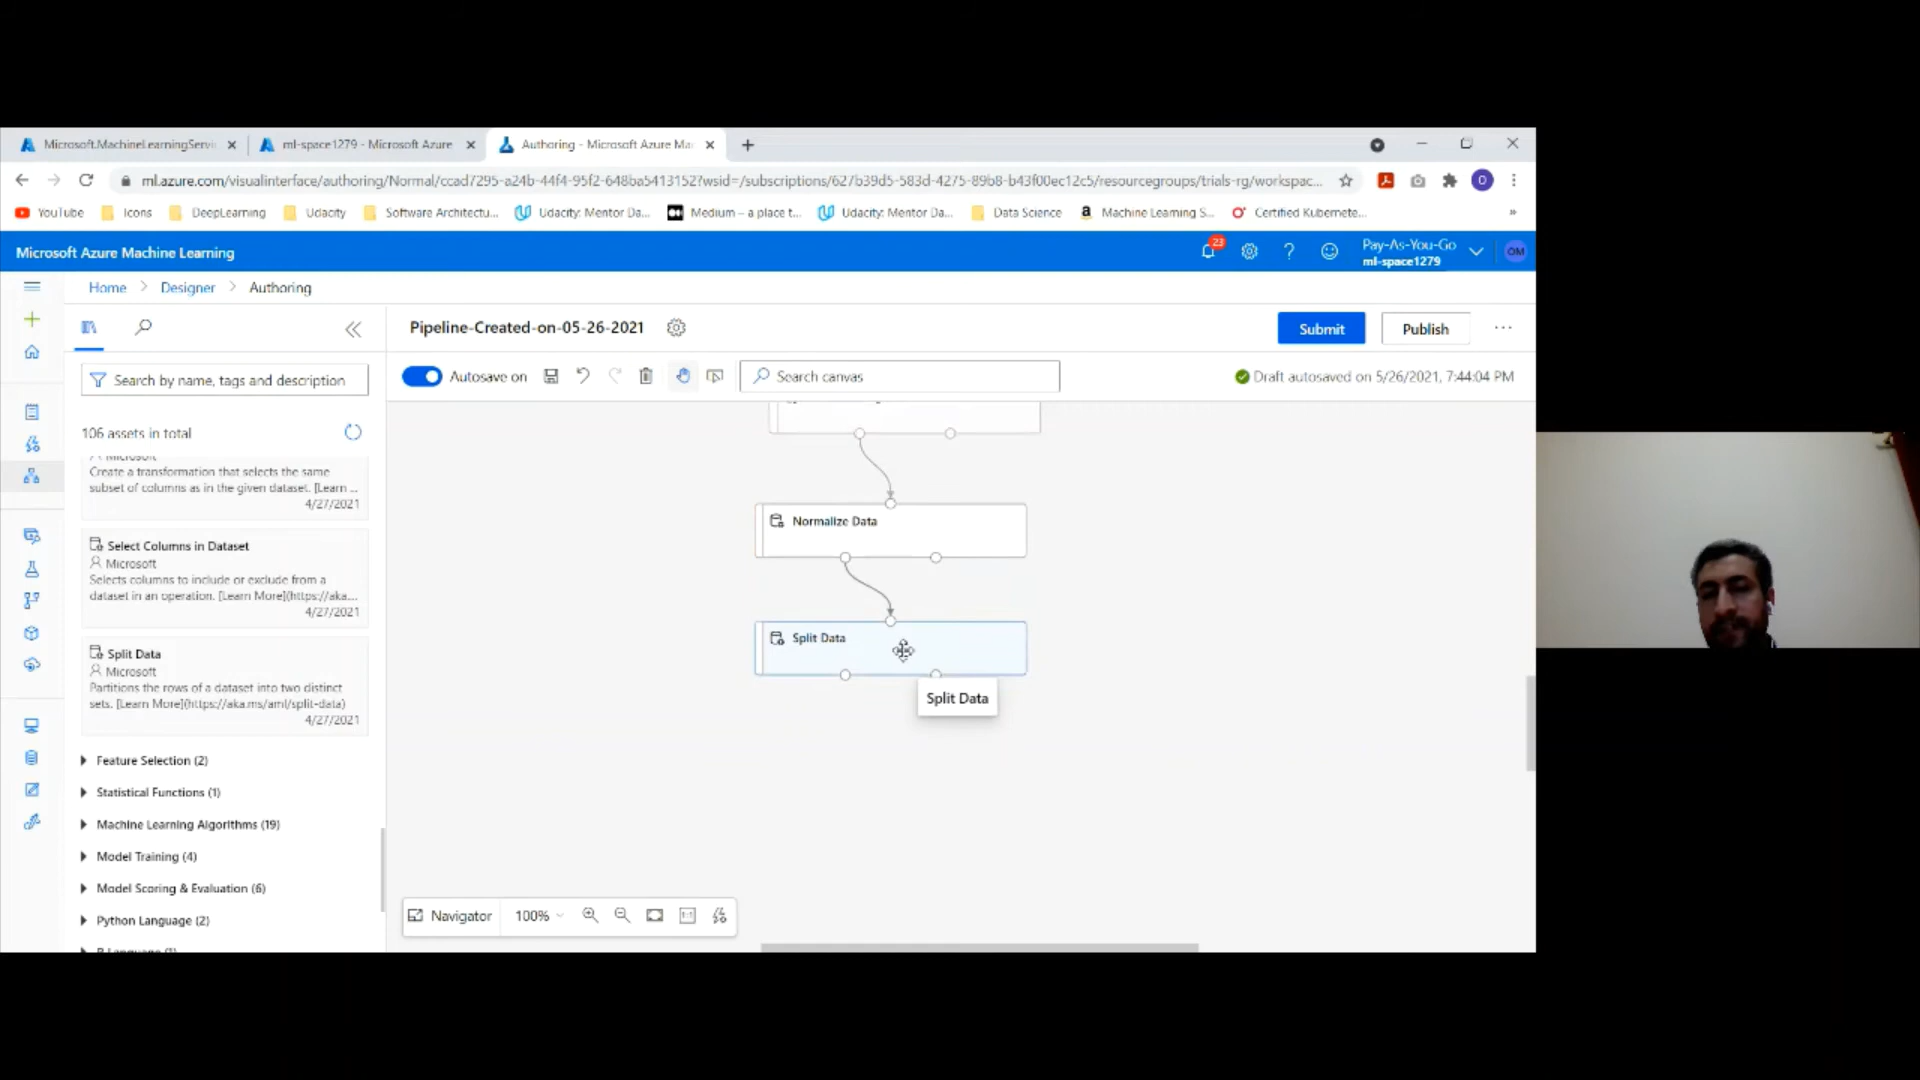 Microsoft.MachineLearningServi
ml-space1279 - Microsoft Azure
Authoring - Microsoft Azure Ma
ml.azure.com/visualinterface/authoring/Normal/ccad7295-a24b-44f4-95f2-648ba5413152?wsid=/subscriptions/627b39d5-583d-4275-89b8-b43f00ec12c5/resourcegroups/trials-rg/workspac...
O
YouTube
Icons
DeepLearning
Udacity
Software Architectu...
Udacity: Mentor Da...
Medium – a place t...
Udacity: Mentor Da...
Data Science
Machine Learning S...
Certified Kubernete...
»
Microsoft Azure Machine Learning
23
Pay-As-You-Go
ml-space1279
OM
Home > Designer > Authoring
Pipeline-Created-on-05-26-2021
Submit
Publish
Search by name, tags and description
Autosave on
Search canvas
Draft autosaved on 5/26/2021, 7:44:04 PM
106 assets in total
Microsoft
Create a transformation that selects the same
subset of columns as in the given dataset. [Learn ...
4/27/2021
Select Columns in Dataset
Microsoft
Selects columns to include or exclude from a
dataset in an operation. [Learn More](https://aka....
4/27/2021
Split Data
Microsoft
Partitions the rows of a dataset into two distinct
sets. [Learn More](https://aka.ms/aml/split-data)
4/27/2021
Feature Selection (2)
Statistical Functions (1)
Machine Learning Algorithms (19)
Model Training (4)
Model Scoring & Evaluation (6)
Python Language (2)
R Language (1)
Normalize Data
Split Data
Split Data
Navigator
100%